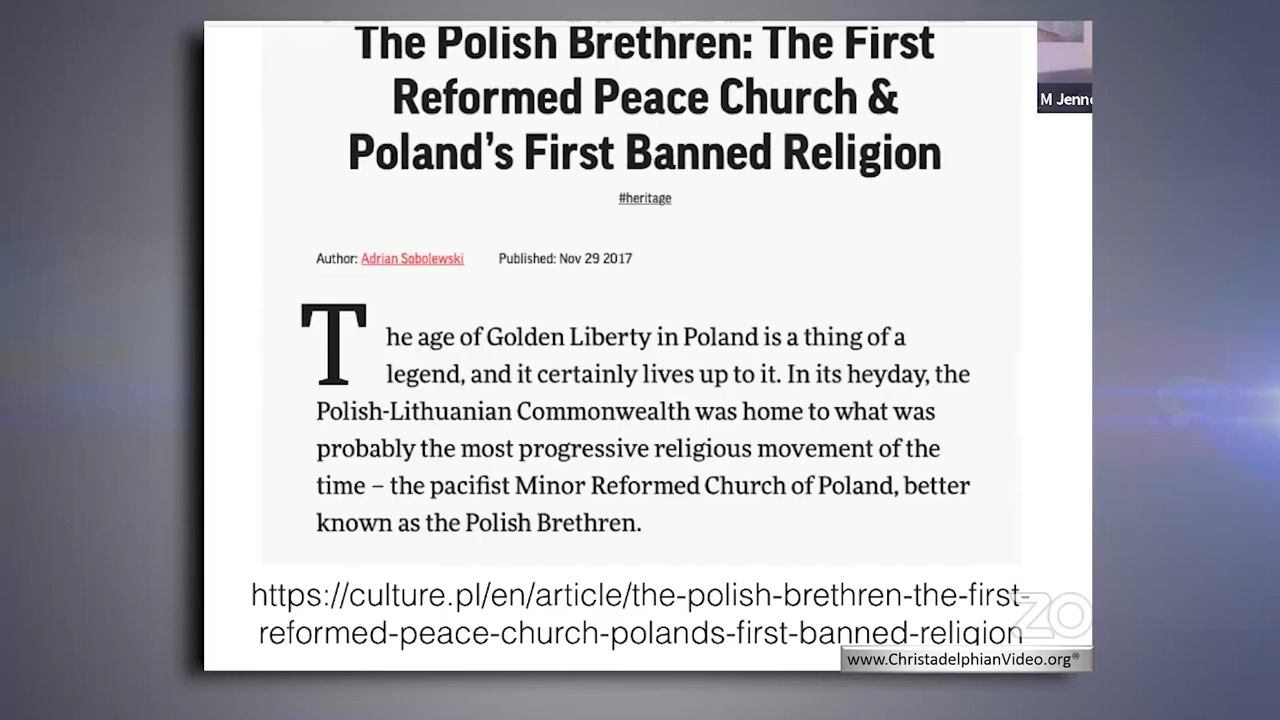 The Polish Brethren: The First
Reformed Peace Church &
Poland's First Banned Religion
M Jenn
#heritage
Author: Adrian Sobolewski Published: Nov 29 2017
The age of Golden Liberty in Poland is a thing of a
legend, and it certainly lives up to it. In its heyday, the
Polish-Lithuanian Commonwealth was home to what was
probably the most progressive religious movement of the
time – the pacifist Minor Reformed Church of Poland, better
known as the Polish Brethren.
https://culture.pl/en/article/the-polish-brethren-the-first-
reformed-peace-church-polands-first-banned-religion
ZO
www.ChristadelphianVideo.org®